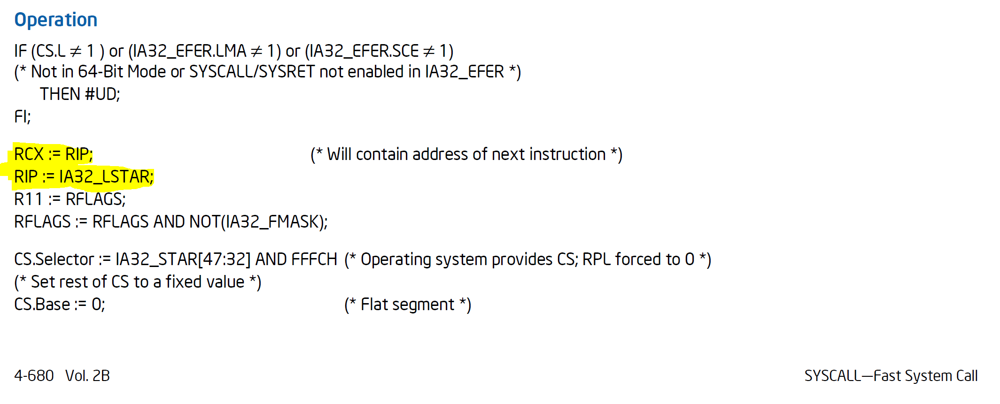 Operation
IF (CS.L ≠ 1 ) or (IA32_EFER.LMA ≠ 1) or (IA32_EFER.SCE ≠ 1)
(* Not in 64-Bit Mode or SYSCALL/SYSRET not enabled in IA32_EFER *)
THEN #UD;
FI;
RCX := RIP; (* Will contain address of next instruction *)
RIP := IA32_LSTAR;
R11 := RFLAGS;
RFLAGS := RFLAGS AND NOT(IA32_FMASK);
CS.Selector := IA32_STAR[47:32] AND FFFCH (* Operating system provides CS; RPL forced to 0 *)
(* Set rest of CS to a fixed value *)
CS.Base := 0; (* Flat segment *)
4-680 Vol. 2B SYSCALL—Fast System Call